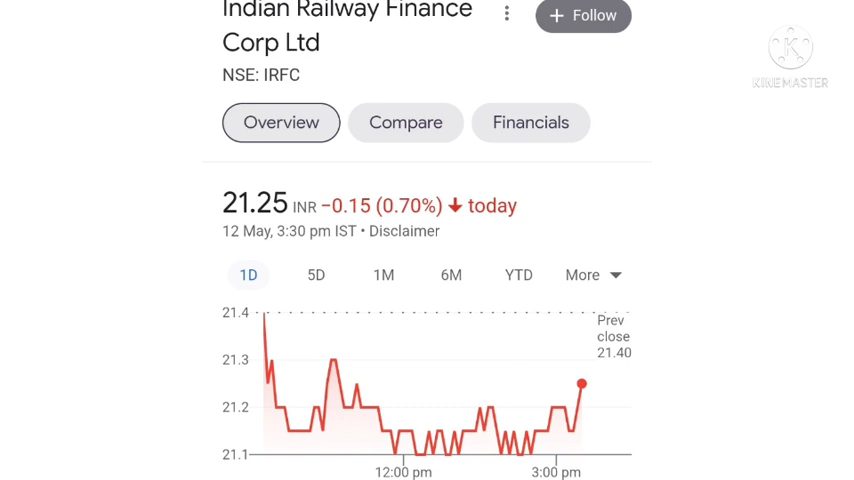 Indian Railway Finance
Corp Ltd
+ Follow
NSE: IRFC
KINEMASTER
Overview
Compare
Financials
21.25 INR −0.15 (0.70%) ↓ today
12 May, 3:30 pm IST • Disclaimer
1D
5D
1M
6M
YTD
More
21.4
Prev
close
21.40
21.3
21.2
21.1
12:00 pm
3:00 pm